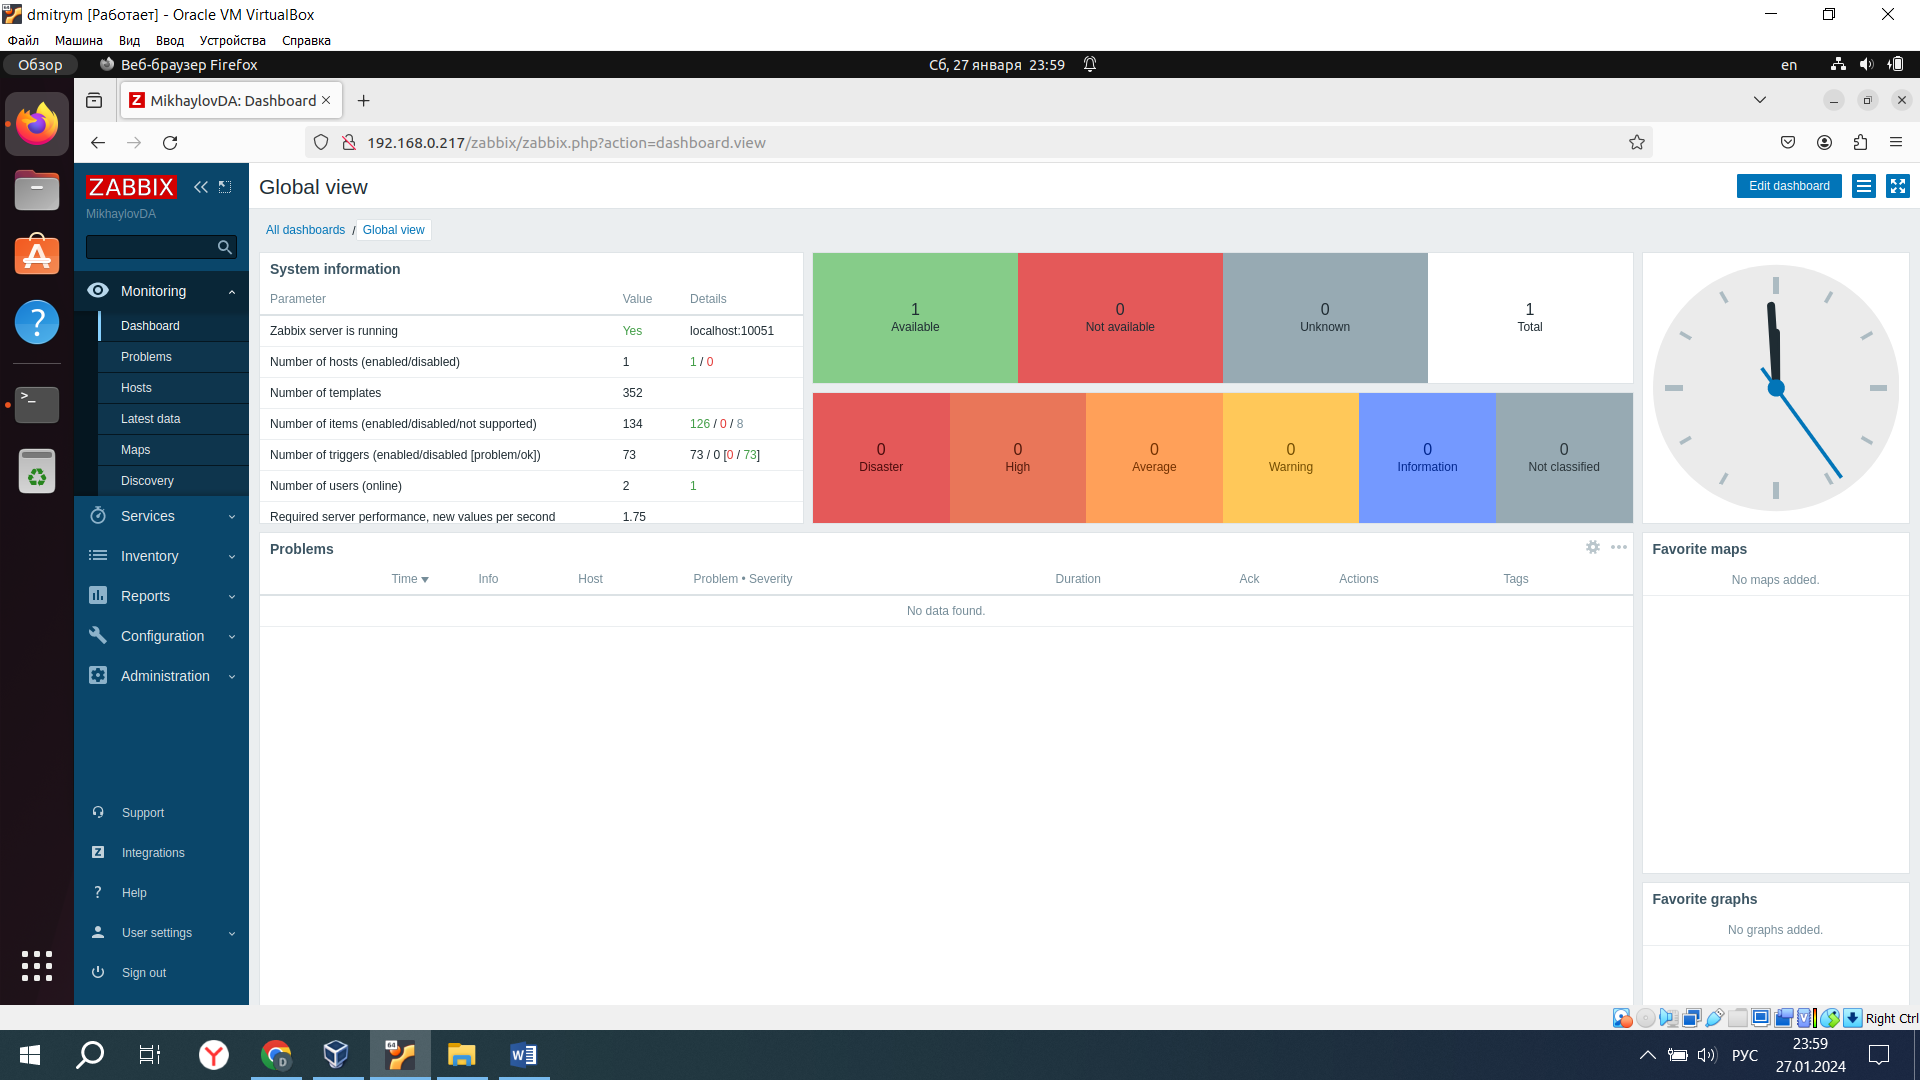 dmitrym [Работает] - Oracle VM VirtualBox
Файл Машина Вид Ввод Устройства Справка
Обзор Веб-браузер Firefox Сб, 27 января 23:59 en
MikhaylovDA: Dashboard
192.168.0.217/zabbix/zabbix.php?action=dashboard.view
ZABBIX
MikhaylovDA
Monitoring
Dashboard
Problems
Hosts
Latest data
Maps
Discovery
Services
Inventory
Reports
Configuration
Administration
Support
Integrations
Help
User settings
Sign out
Global view
Edit dashboard
All dashboards / Global view
System information
Parameter Value Details
Zabbix server is running Yes localhost:10051
Number of hosts (enabled/disabled) 1 1 / 0
Number of templates 352
Number of items (enabled/disabled/not supported) 134 126 / 0 / 8
Number of triggers (enabled/disabled [problem/ok]) 73 73 / 0 [0 / 73]
Number of users (online) 2 1
Required server performance, new values per second 1.75
1 Available
0 Not available
0 Unknown
1 Total
0 Disaster
0 High
0 Average
0 Warning
0 Information
0 Not classified
Problems
Time Info Host Problem • Severity Duration Ack Actions Tags
No data found.
Favorite maps
No maps added.
Favorite graphs
No graphs added.
Right Ctrl
64
РУС
23:59
27.01.2024